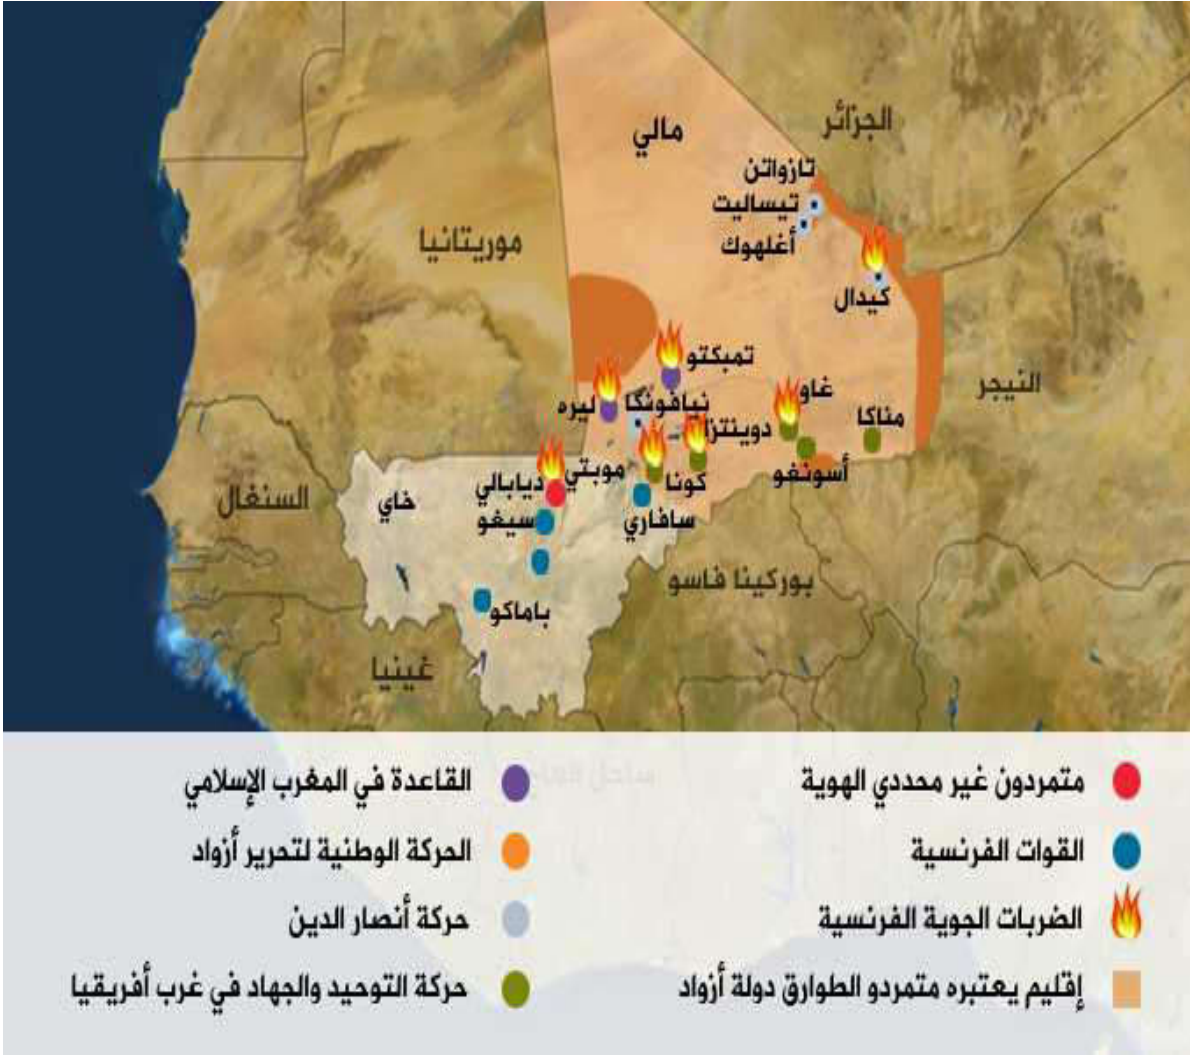 الجزائر
مالي
تازواتن
تيساليت
أغلهوك
موريتانيا
كيدال
تمبكتو
النيجر
غاو
نيافونگا
ليره
مناكا
دوينتزا
أسونغو
موبتي
كونا
ديابالي
خاي
السنغال
سيغو
سافاري
بوركينا فاسو
باماكو
غينيا
متمردون غير محددي الهوية
القوات الفرنسية
الضربات الجوية الفرنسية
إقليم يعتبره متمردو الطوارق دولة أزواد
القاعدة في المغرب الإسلامي
الحركة الوطنية لتحرير أزواد
حركة أنصار الدين
حركة التوحيد والجهاد في غرب أفريقيا